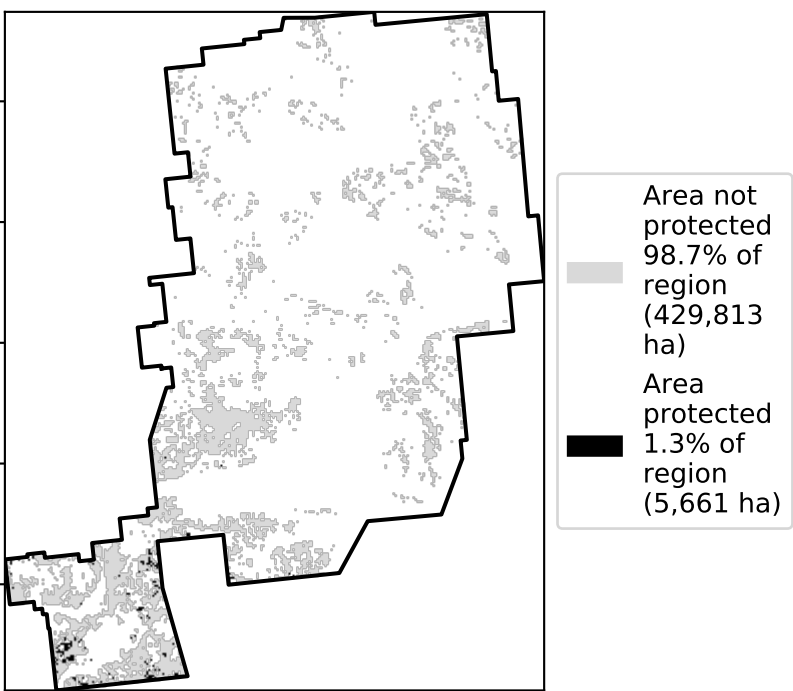 Area not
protected
98.7% of
region
(429,813
ha)
Area
protected
1.3% of
region
(5,661 ha)